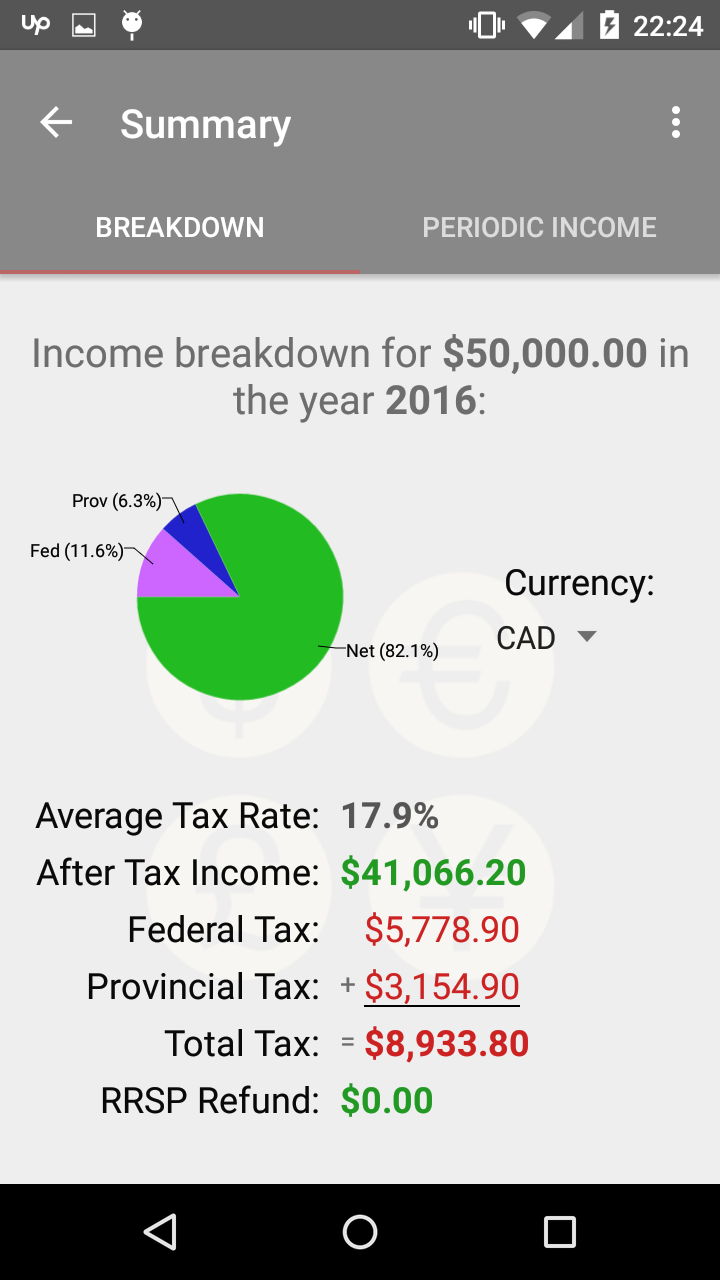 UP 22:24
Summary
BREAKDOWN PERIODIC INCOME
Income breakdown for $50,000.00 in
the year 2016:
Prov (6.3%)
Fed (11.6%)
Currency:
CAD
Net (82.1%)
$ €
£ ¥
Average Tax Rate: 17.9%
After Tax Income: $41,066.20
Federal Tax: $5,778.90
Provincial Tax: + $3,154.90
Total Tax: = $8,933.80
RRSP Refund: $0.00